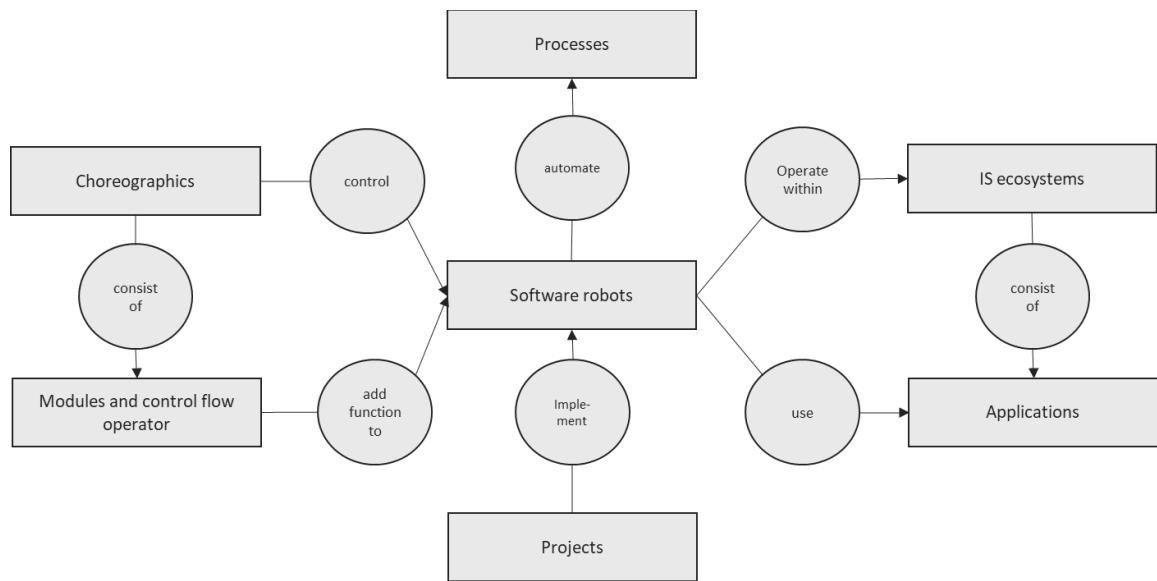 Processes
Choreographics
control
automate
Operate
within
IS ecosystems
consist
of
Software robots
consist
of
Modules and control flow
operator
add
function
to
Imple-
ment
use
Applications
Projects